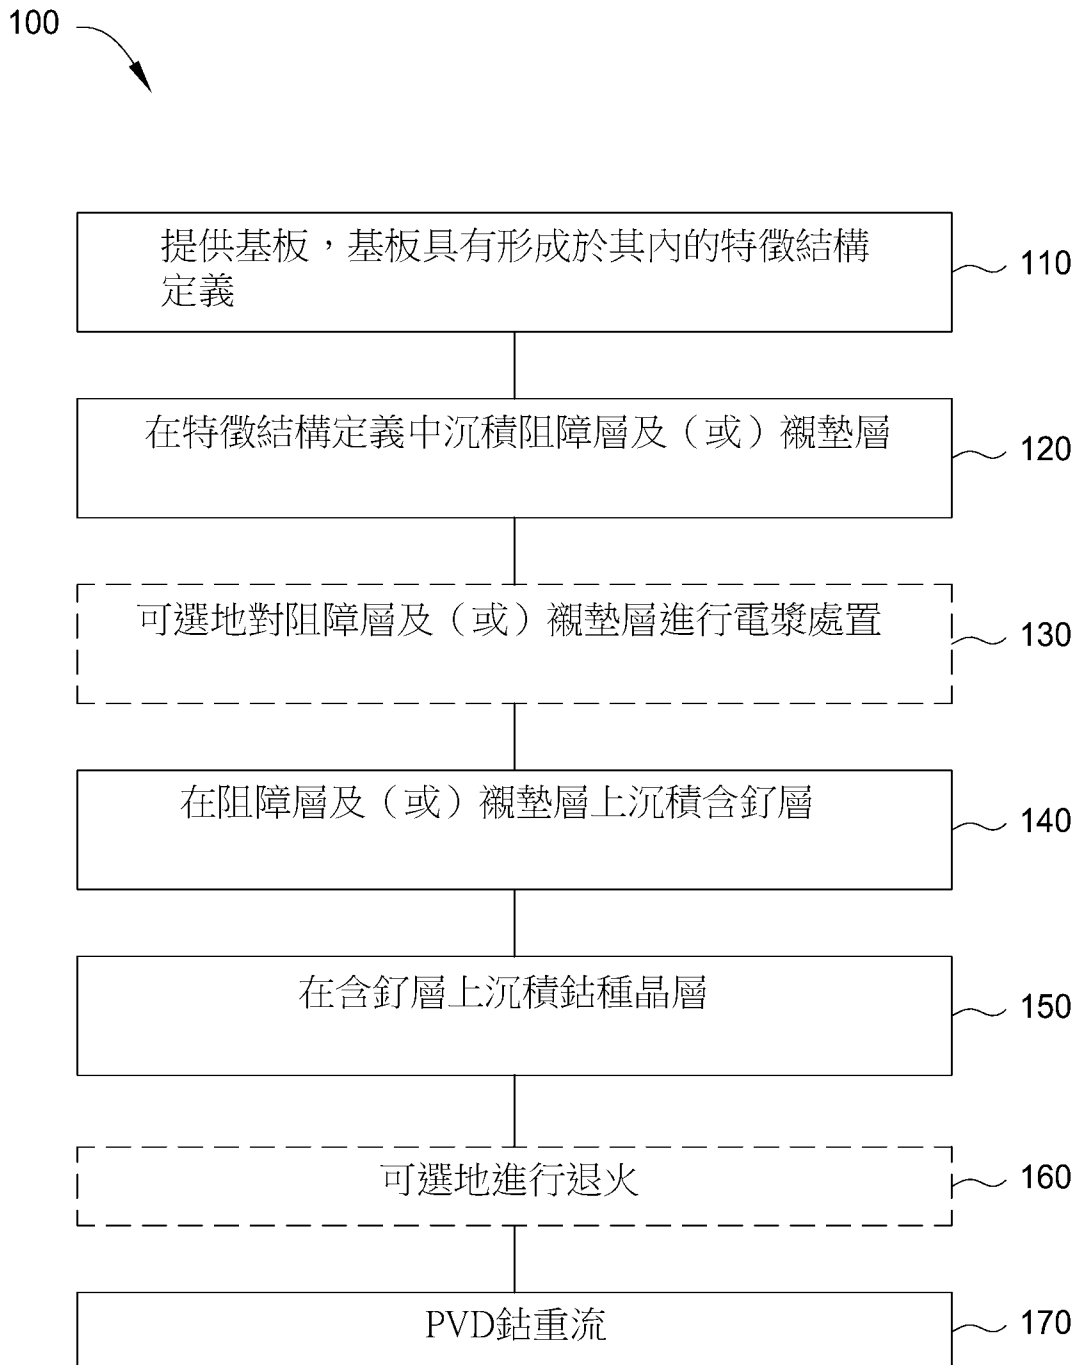 100
提供基板，基板具有形成於其內的特徵結構
定義
110
在特徵結構定義中沉積阻障層及（或）襯墊層
120
可選地對阻障層及（或）襯墊層進行電漿處置
130
在阻障層及（或）襯墊層上沉積含釕層
140
在含釕層上沉積鈷種晶層
150
可選地進行退火
160
PVD鈷重流
170